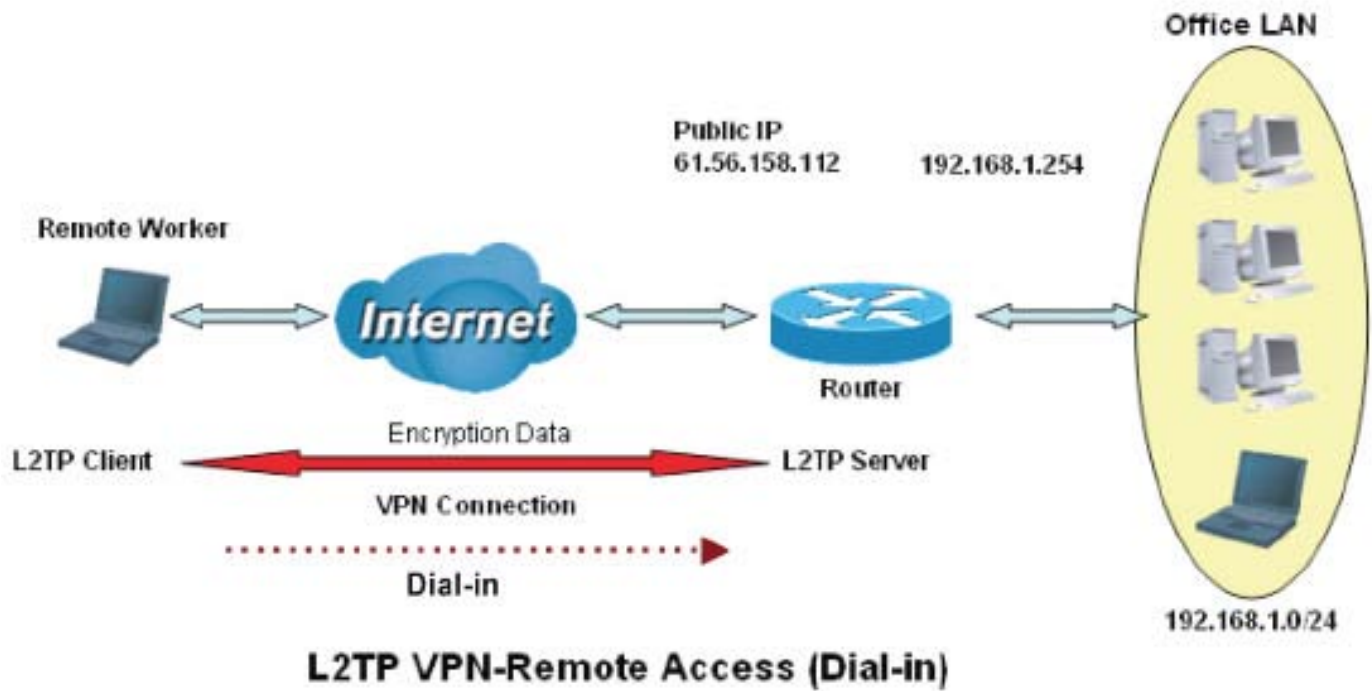 Office LAN
Public IP
61.56.158.112
192.168.1.254
Remote Worker
Internet
Router
Encryption Data
L2TP Client
L2TP Server
VPN Connection
Dial-in
192.168.1.0/24
L2TP VPN-Remote Access (Dial-in)